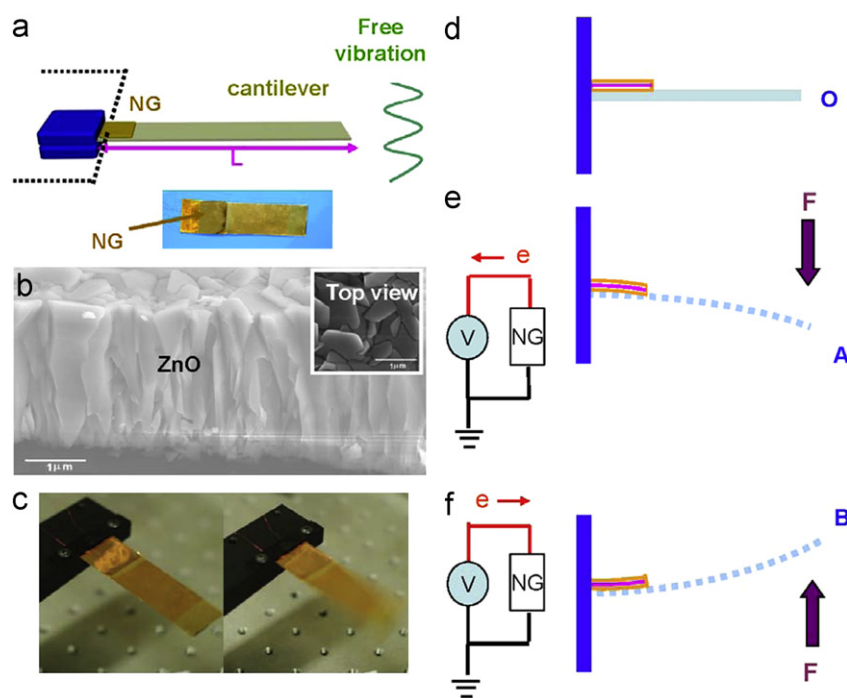 a
Free
vibration
NG
cantilever
L
NG
b
Top view
1μm
ZnO
1μm
c
d
O
e
F
e
V
NG
A
f
e
B
V
NG
F